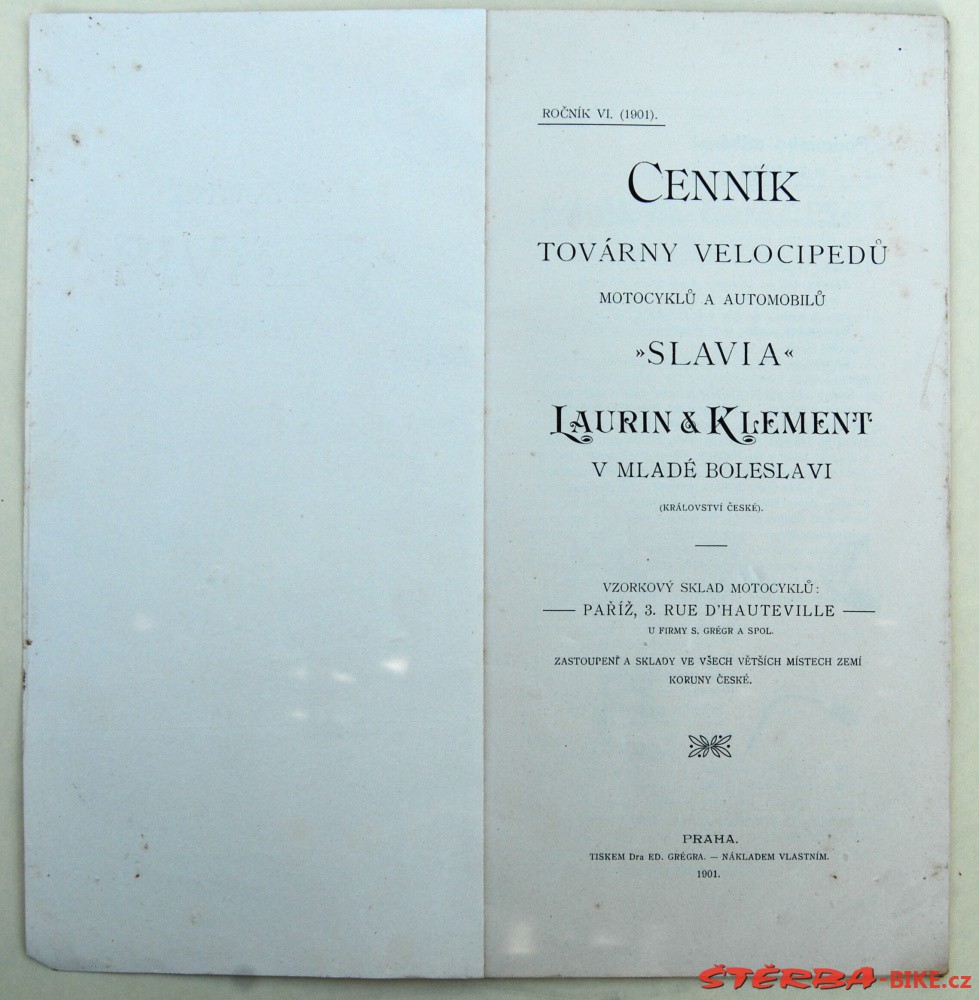 ROČNÍK VI. (1901).
CENNÍK
TOVÁRNY VELOCIPEDŮ
MOTOCYKLŮ A AUTOMOBILŮ
»SLAVIA«
LAURIN & KLEMENT
V MLADÉ BOLESLAVI
(KRÁLOVSTVÍ ČESKÉ).
VZORKOVÝ SKLAD MOTOCYKLŮ:
PAŘÍŽ, 3. RUE D'HAUTEVILLE
U FIRMY S. GRÉGR A SPOL.
ZASTOUPENÍ A SKLADY VE VŠECH VĚTŠÍCH MÍSTECH ZEMÍ
KORUNY ČESKÉ.
PRAHA.
TISKEM Dra ED. GRÉGRA. — NÁKLADEM VLASTNÍM.
1901.
ŠTĚRBA-BIKE.cz